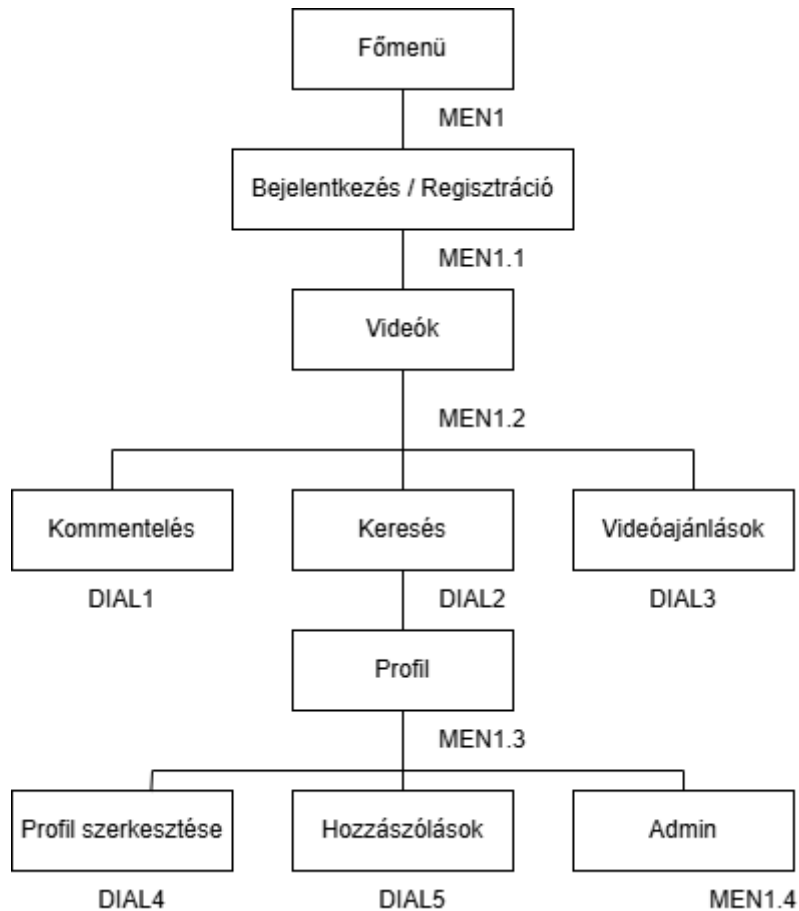 Főmenü
MEN1
Bejelentkezés / Regisztráció
MEN1.1
Videók
MEN1.2
Kommentelés
Keresés
Videóajánlások
DIAL1
DIAL2
DIAL3
Profil
MEN1.3
Profil szerkesztése
Hozzászólások
Admin
DIAL4
DIAL5
MEN1.4